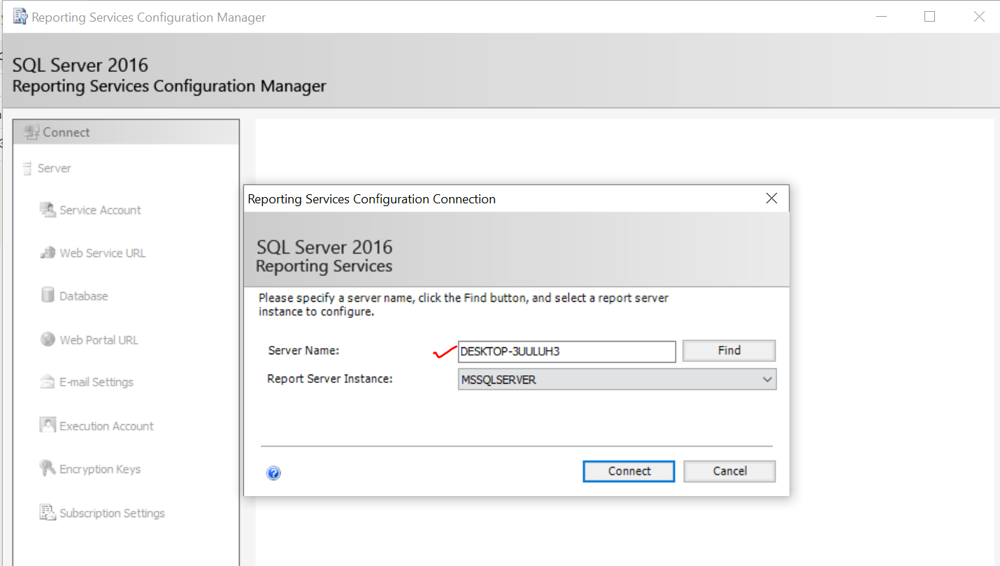 Reporting Services Configuration Manager
SQL Server 2016
Reporting Services Configuration Manager
Connect
Server
Service Account
Web Service URL
Database
Web Portal URL
E-mail Settings
Execution Account
Encryption Keys
Subscription Settings
Reporting Services Configuration Connection
SQL Server 2016
Reporting Services
Please specify a server name, click the Find button, and select a report server
instance to configure.
Server Name: DESKTOP-3UULUH3 Find
Report Server Instance: MSSQLSERVER
Connect Cancel